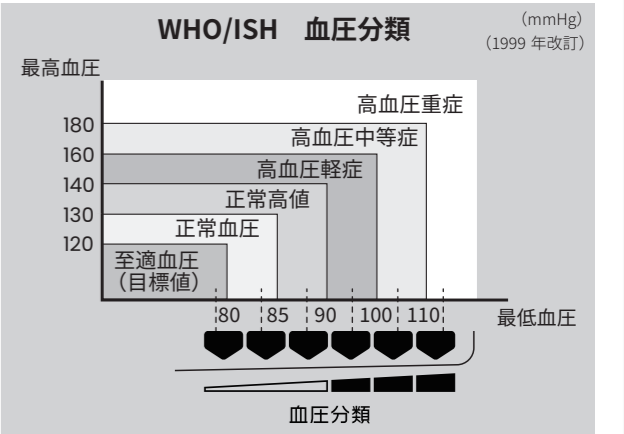 WHO/ISH 血圧分類
（mmHg）
（1999 年改訂）
最高血圧
高血圧重症
180
高血圧中等症
160
高血圧軽症
140
正常高値
130
正常血圧
120
至適血圧
（目標値）
80 85 90 100 110
最低血圧
血圧分類